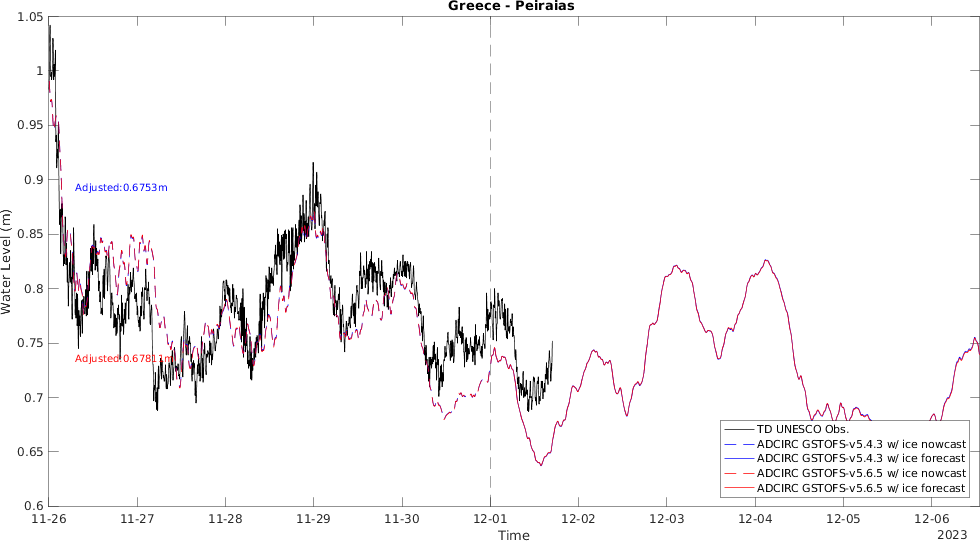 Greece - Peiraias
1.05
1
0.95
0.9
0.85
0.8
0.75
0.7
0.65
0.6
Water Level (m)
Adjusted:0.6753m
Adjusted:0.67811m
TD UNESCO Obs.
ADCIRC GSTOFS-v5.4.3 w/ ice nowcast
ADCIRC GSTOFS-v5.4.3 w/ ice forecast
ADCIRC GSTOFS-v5.6.5 w/ ice nowcast
ADCIRC GSTOFS-v5.6.5 w/ ice forecast
11-26 11-27 11-28 11-29 11-30 12-01 12-02 12-03 12-04 12-05 12-06
Time
2023